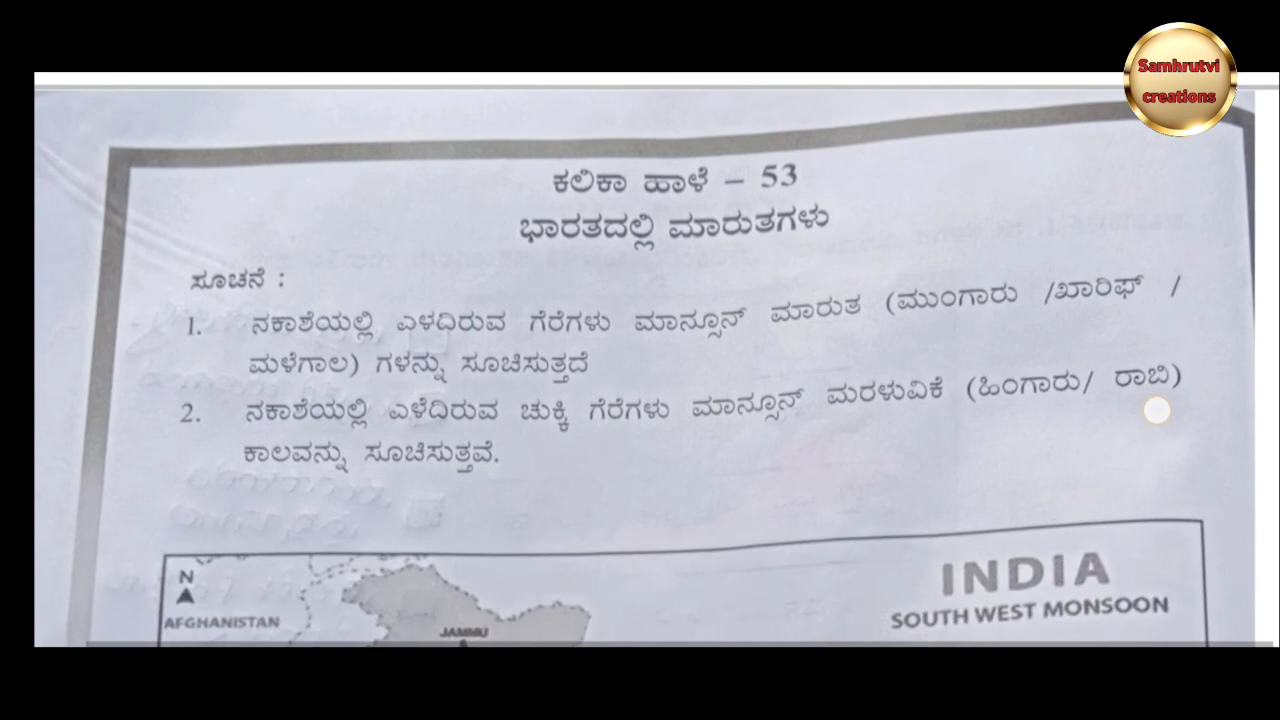 Samhrutvi
creations
ಕಲಿಕಾ ಹಾಳೆ – 53
ಭಾರತದಲ್ಲಿ ಮಾರುತಗಳು
ಸೂಚನೆ :
1. ನಕಾಶೆಯಲ್ಲಿ ಎಳದಿರುವ ಗೆರೆಗಳು ಮಾನ್ಸೂನ್ ಮಾರುತ (ಮುಂಗಾರು /ಖಾರಿಫ್ /
ಮಳೆಗಾಲ) ಗಳನ್ನು ಸೂಚಿಸುತ್ತದೆ
2. ನಕಾಶೆಯಲ್ಲಿ ಎಳೆದಿರುವ ಚುಕ್ಕಿ ಗೆರೆಗಳು ಮಾನ್ಸೂನ್ ಮರಳುವಿಕೆ (ಹಿಂಗಾರು/ ರಾಬಿ)
ಕಾಲವನ್ನು ಸೂಚಿಸುತ್ತವೆ.
INDIA
SOUTH WEST MONSOON
N
AFGHANISTAN
JAMMU